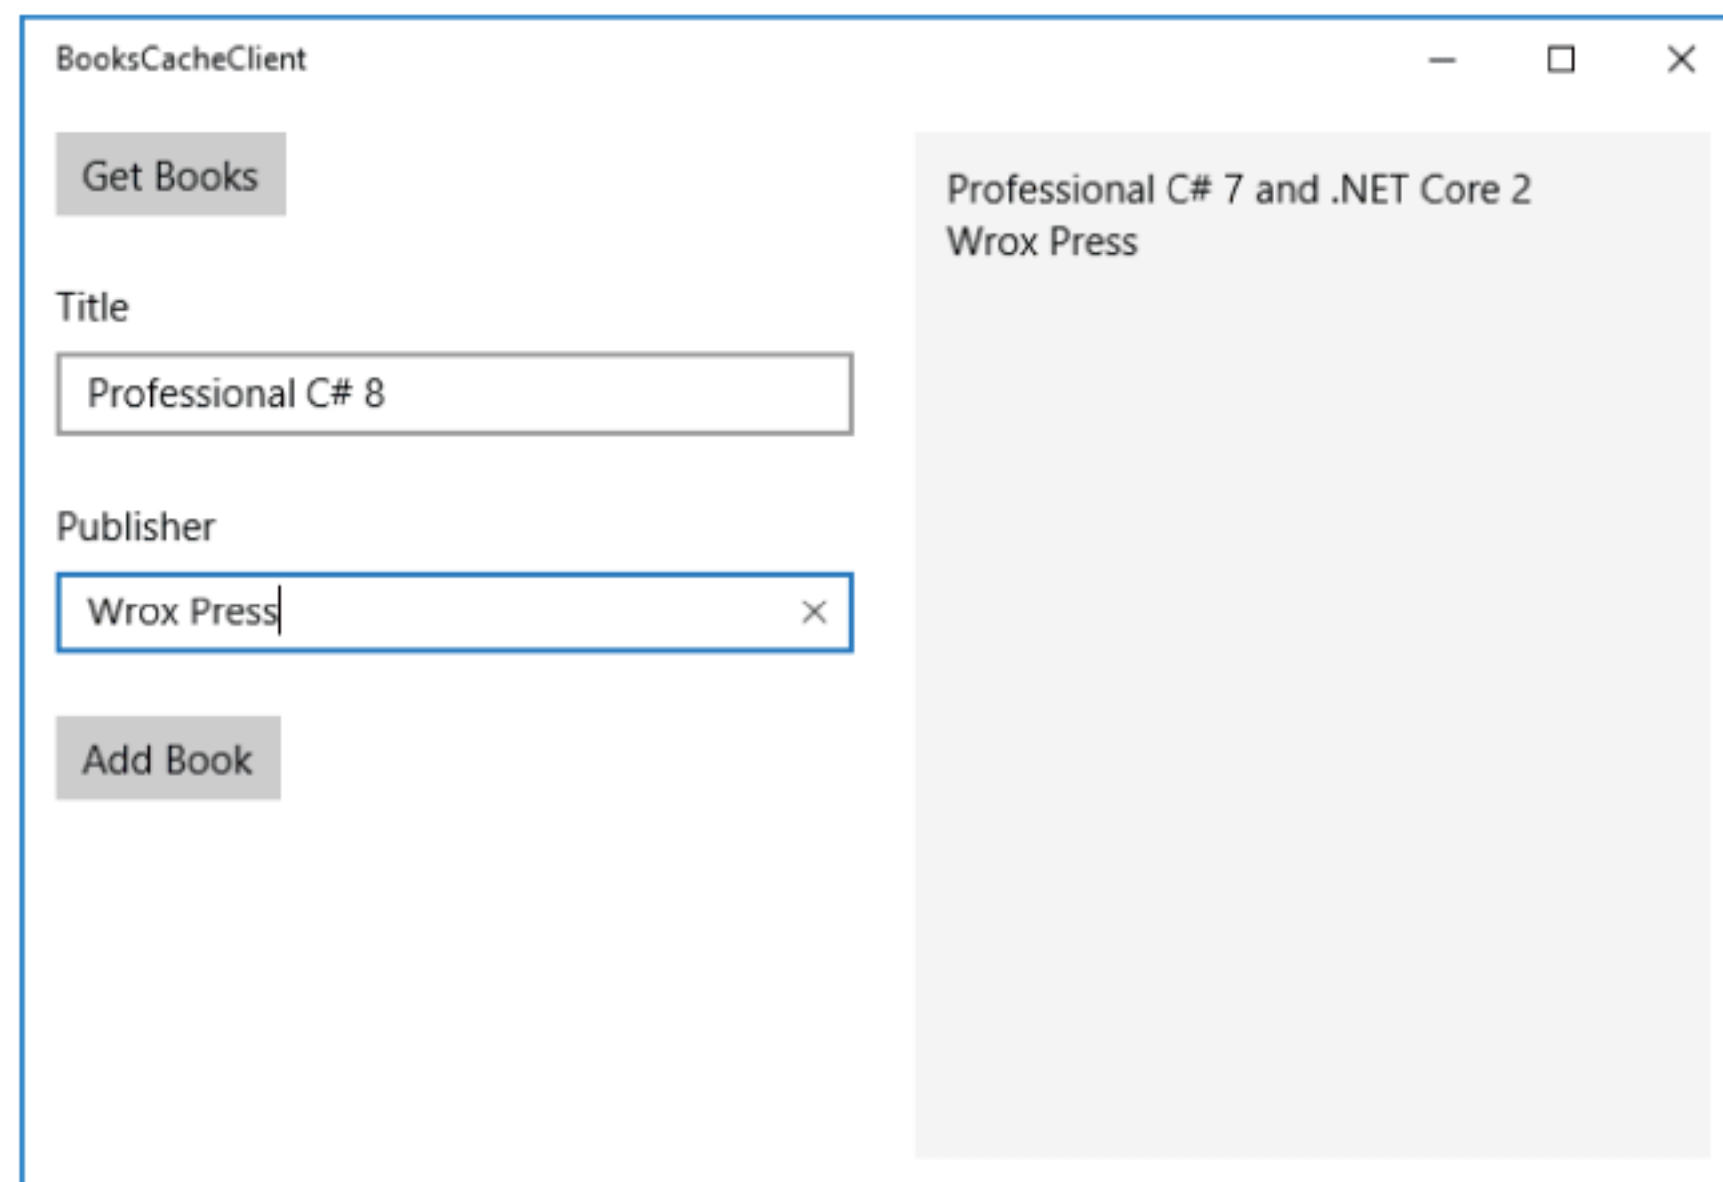 BooksCacheClient
Get Books
Title
Professional C# 8
Publisher
Wrox Press
Add Book
Professional C# 7 and .NET Core 2
Wrox Press